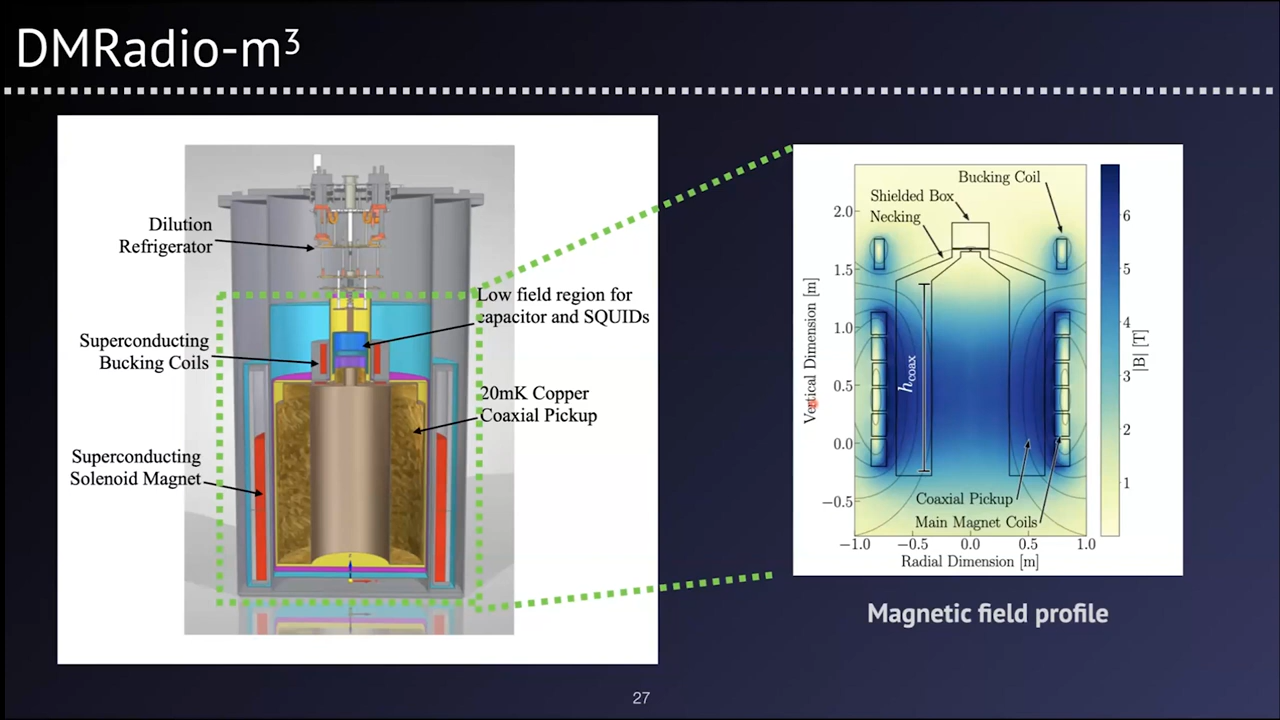 DMRadio-m³
Dilution
Refrigerator
Low field region for
capacitor and SQUIDs
Superconducting
Bucking Coils
20mK Copper
Coaxial Pickup
Superconducting
Solenoid Magnet
Bucking Coil
Shielded Box
Necking
2.0
1.5
1.0
0.5
0.0
−0.5
Vertical Dimension [m]
h_coax
Coaxial Pickup
Main Magnet Coils
−1.0 −0.5 0.0 0.5 1.0
Radial Dimension [m]
6
5
4
3
2
1
|B| [T]
Magnetic field profile
27